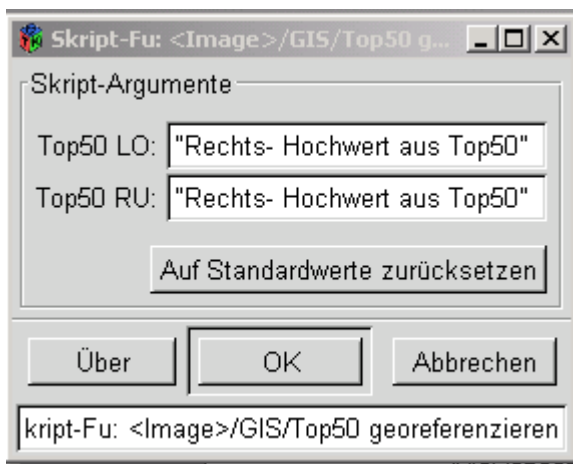 Skript-Fu: <Image>/GIS/Top50 g...
Skript-Argumente
Top50 LO: "Rechts- Hochwert aus Top50"
Top50 RU: "Rechts- Hochwert aus Top50"
Auf Standardwerte zurücksetzen
Über OK Abbrechen
kript-Fu: <Image>/GIS/Top50 georeferenzieren